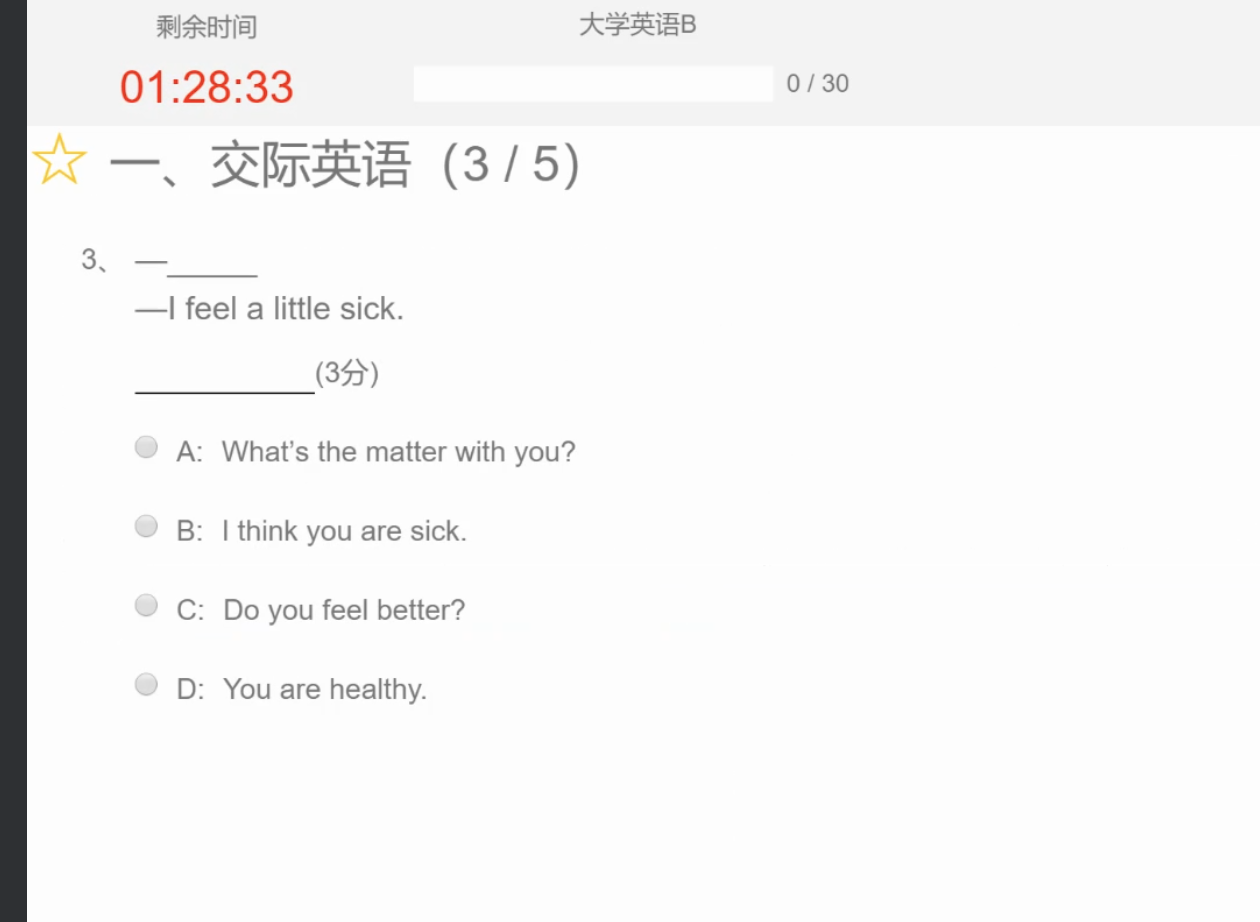 剩余时间
大学英语B
01:28:33
0 / 30
一、交际英语（3 / 5）
3、 —______
—I feel a little sick.
____________(3分)
A: What’s the matter with you?
B: I think you are sick.
C: Do you feel better?
D: You are healthy.